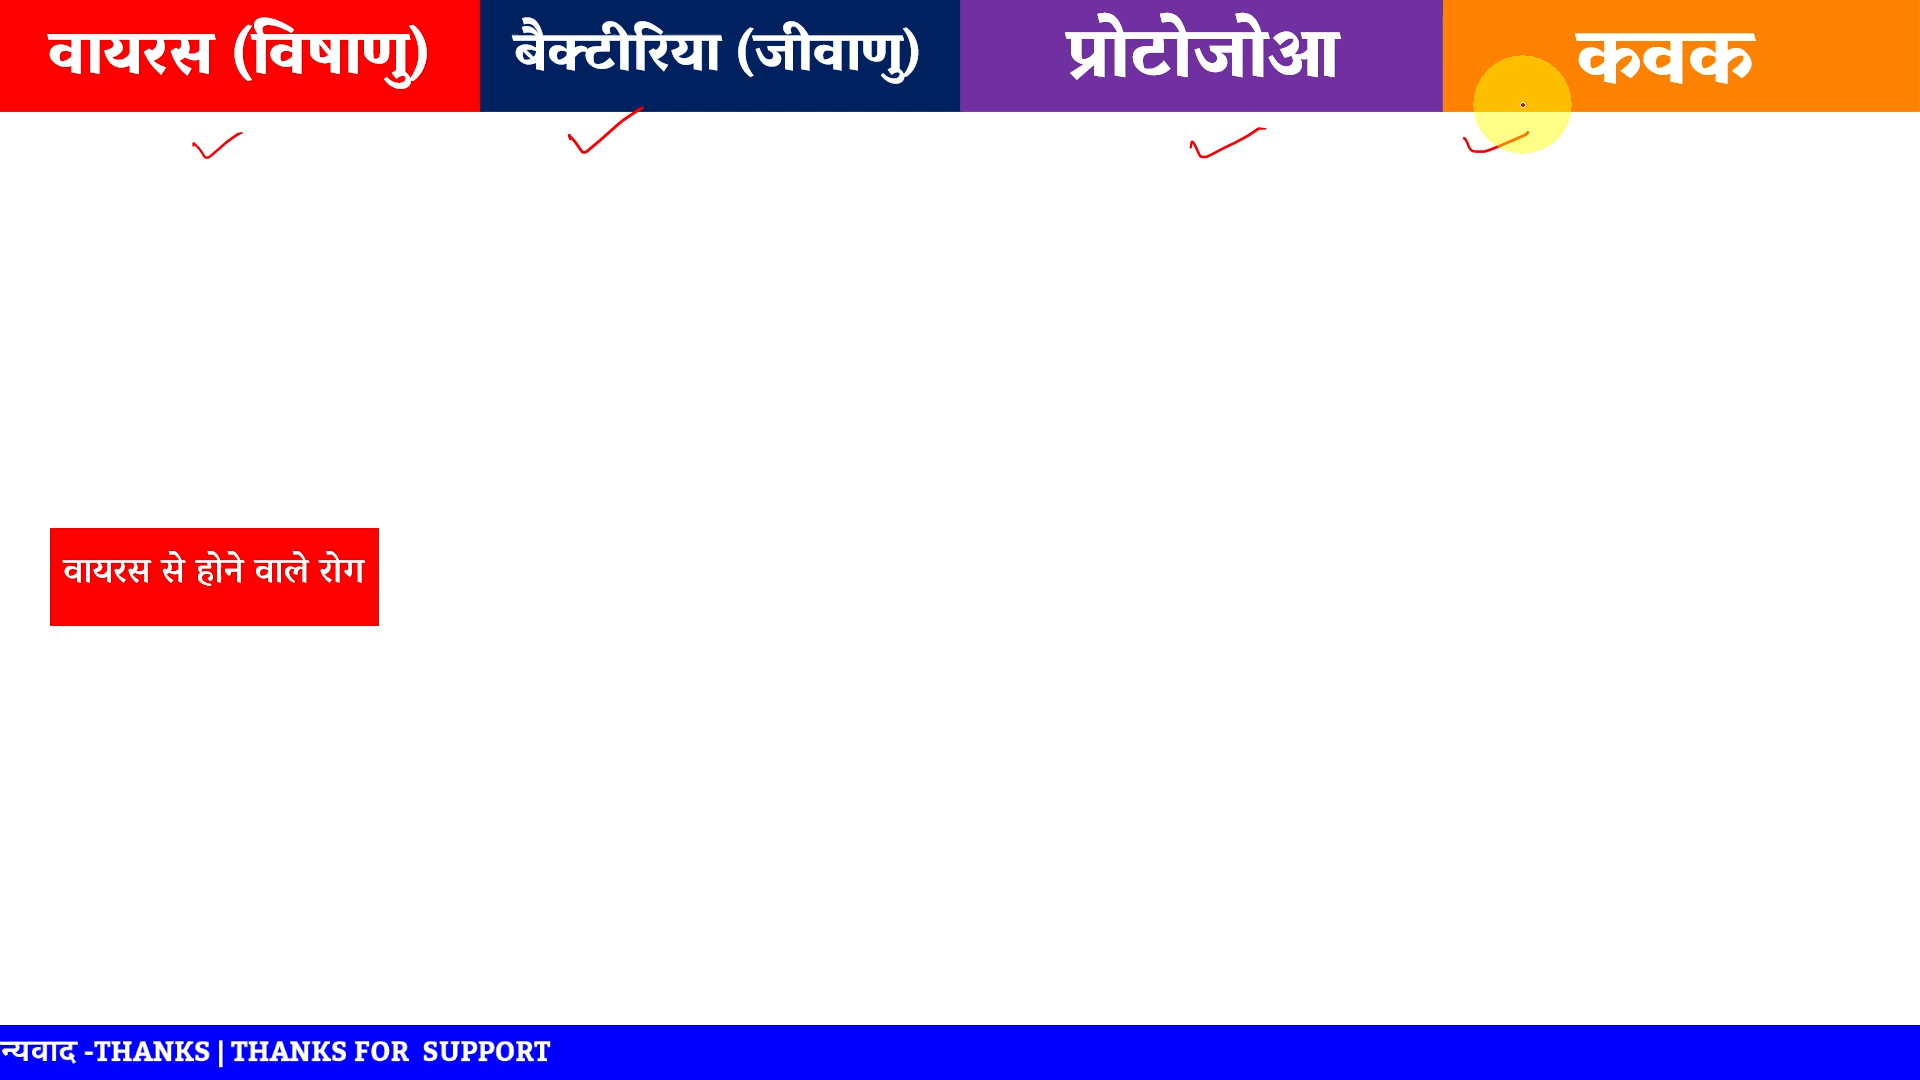 वायरस (विषाणु)
बैक्टीरिया (जीवाणु)
प्रोटोजोआ
कवक
वायरस से होने वाले रोग
न्यवाद -THANKS | THANKS FOR SUPPORT